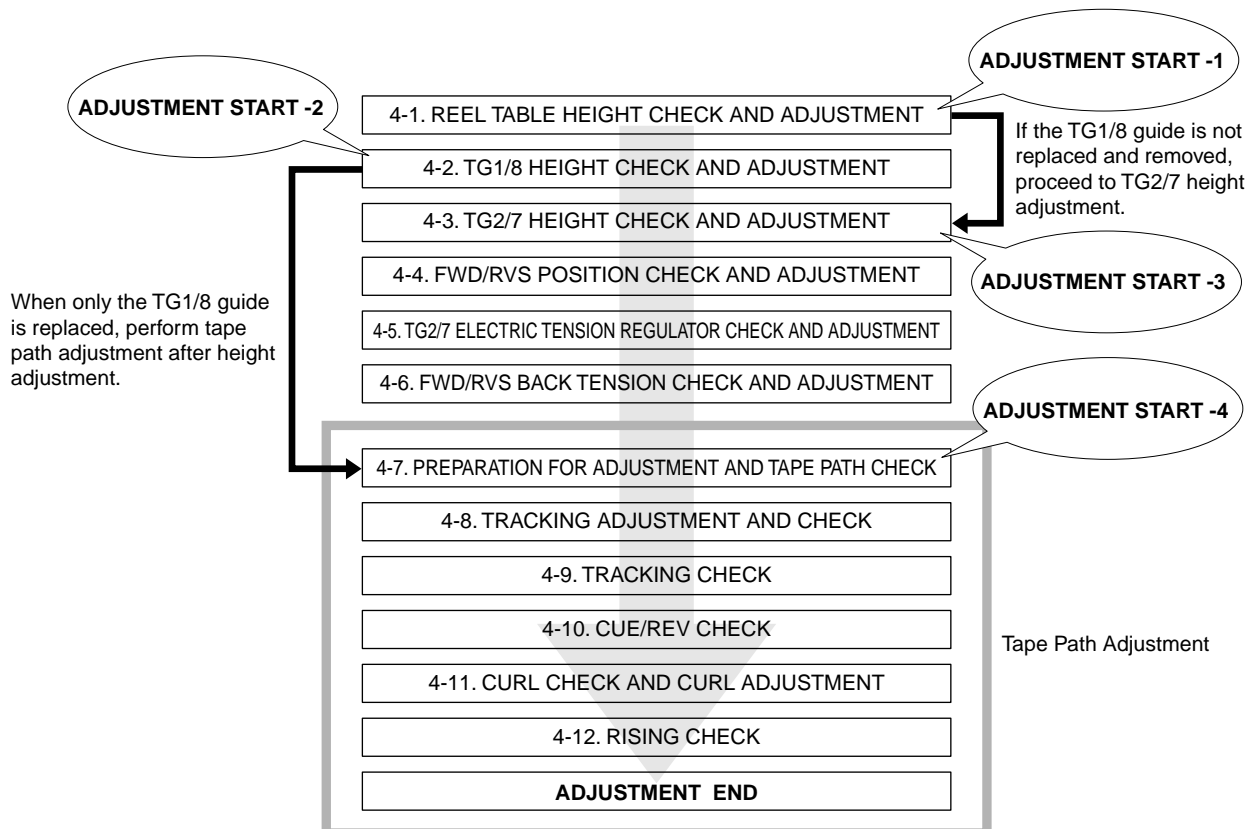 ADJUSTMENT START -1
ADJUSTMENT START -2
4-1. REEL TABLE HEIGHT CHECK AND ADJUSTMENT
If the TG1/8 guide is not
replaced and removed,
proceed to TG2/7 height
adjustment.
4-2. TG1/8 HEIGHT CHECK AND ADJUSTMENT
4-3. TG2/7 HEIGHT CHECK AND ADJUSTMENT
ADJUSTMENT START -3
4-4. FWD/RVS POSITION CHECK AND ADJUSTMENT
When only the TG1/8 guide
is replaced, perform tape
path adjustment after height
adjustment.
4-5. TG2/7 ELECTRIC TENSION REGULATOR CHECK AND ADJUSTMENT
4-6. FWD/RVS BACK TENSION CHECK AND ADJUSTMENT
ADJUSTMENT START -4
4-7. PREPARATION FOR ADJUSTMENT AND TAPE PATH CHECK
4-8. TRACKING ADJUSTMENT AND CHECK
4-9. TRACKING CHECK
4-10. CUE/REV CHECK
Tape Path Adjustment
4-11. CURL CHECK AND CURL ADJUSTMENT
4-12. RISING CHECK
ADJUSTMENT END